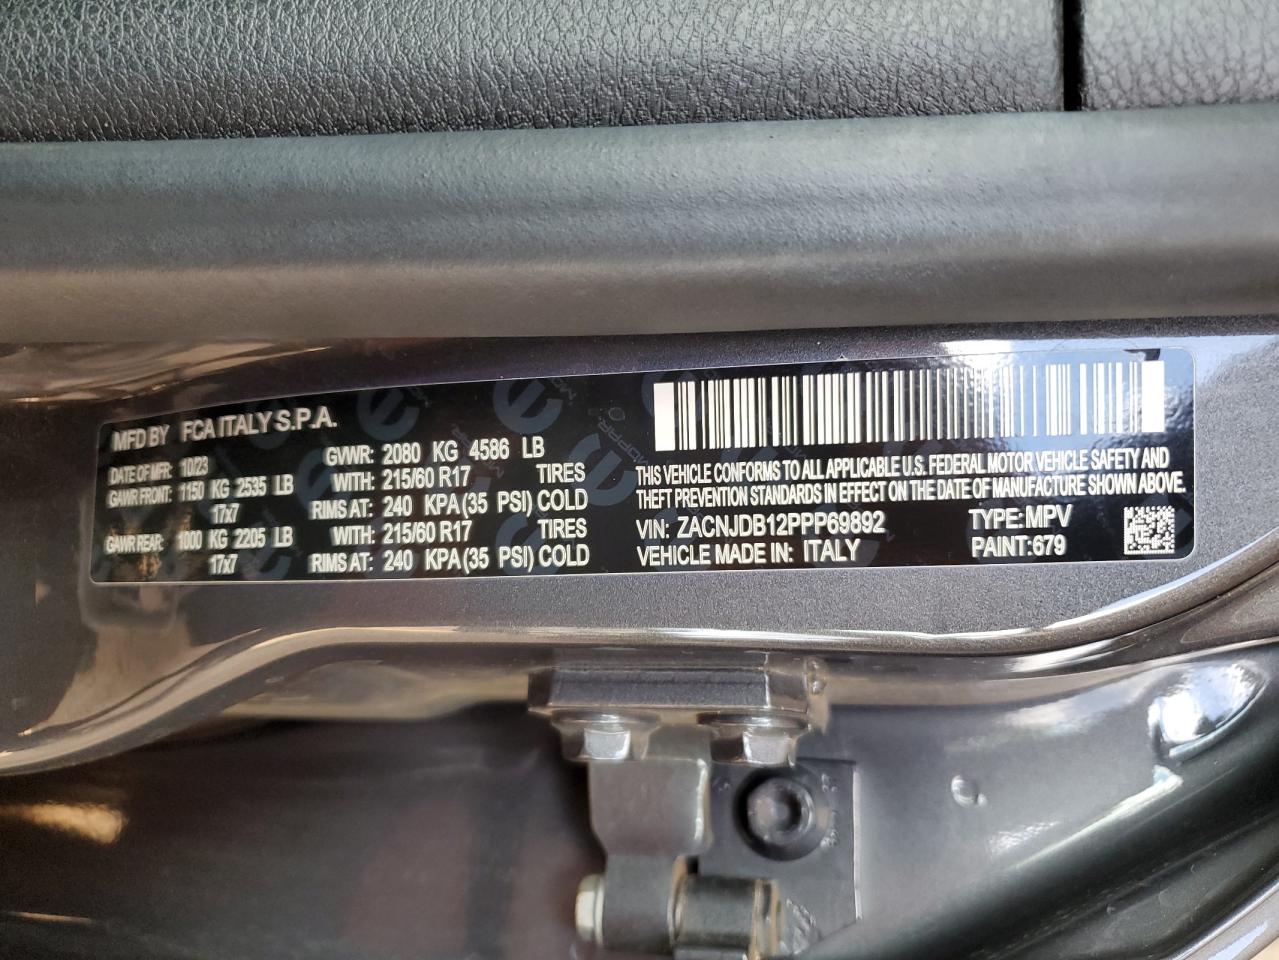 MFD BY FCA ITALY S.P.A.
DATE OF MFR: 10/23 GVWR: 2080 KG 4586 LB
GAWR FRONT: 1150 KG 2535 LB WITH: 215/60 R17 TIRES
17x7 RIMS AT: 240 KPA(35 PSI) COLD
GAWR REAR: 1000 KG 2205 LB WITH: 215/60 R17 TIRES
17x7 RIMS AT: 240 KPA(35 PSI) COLD
THIS VEHICLE CONFORMS TO ALL APPLICABLE U.S. FEDERAL MOTOR VEHICLE SAFETY AND
THEFT PREVENTION STANDARDS IN EFFECT ON THE DATE OF MANUFACTURE SHOWN ABOVE.
VIN: ZACNJDB12PPP69892 TYPE: MPV
VEHICLE MADE IN: ITALY PAINT: 679
MOPAR